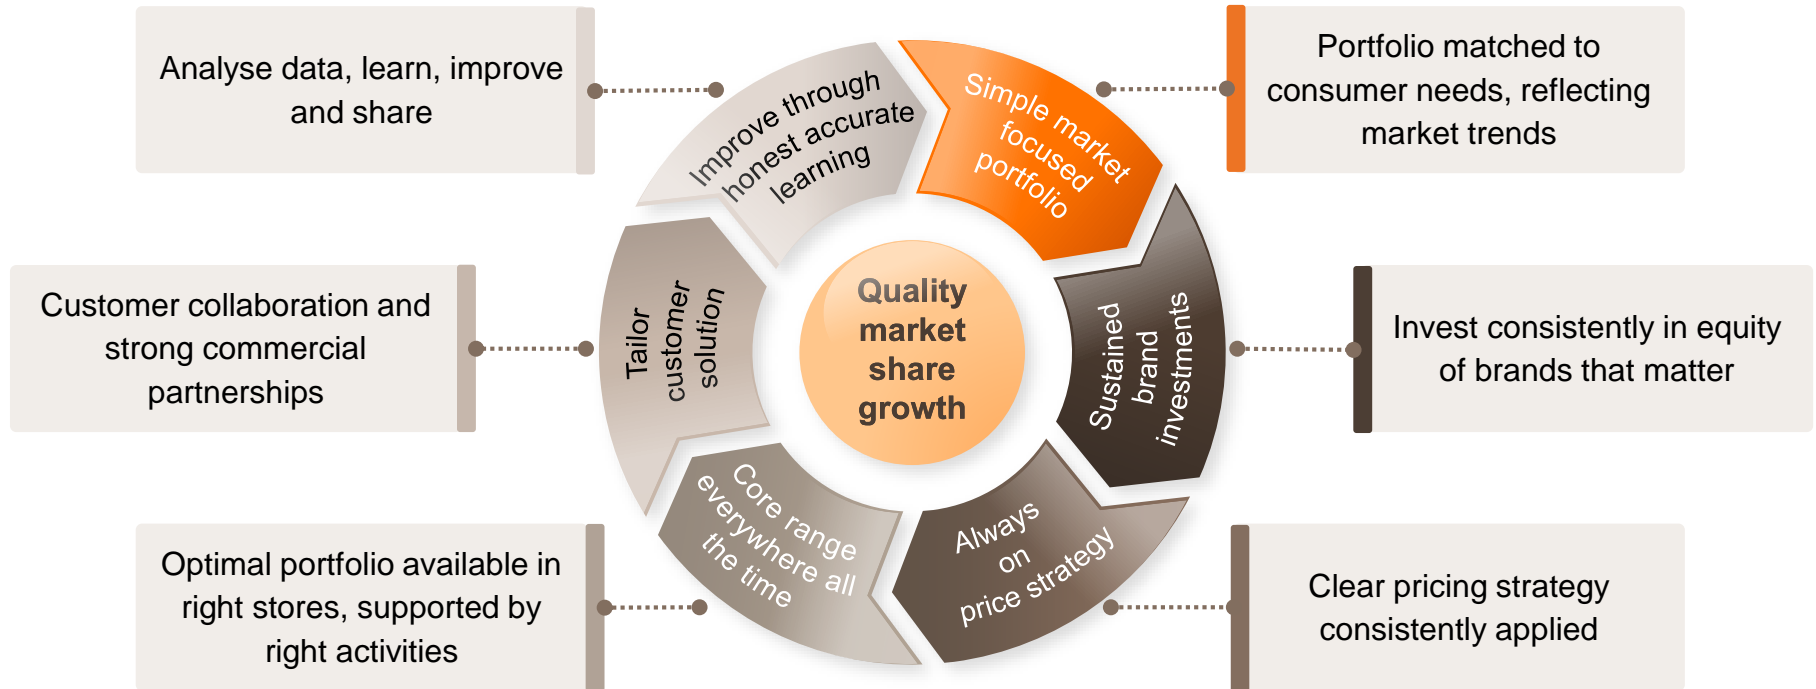 Analyse data, learn, improve
and share
Improve through
honest accurate
learning
Simple market
focused
portfolio
Portfolio matched to
consumer needs, reflecting
market trends
Customer collaboration and
strong commercial
partnerships
Tailor
customer
solution
Quality
market
share
growth
Sustained
brand
investments
Invest consistently in equity
of brands that matter
Optimal portfolio available in
right stores, supported by
right activities
Core range
everywhere all
the time
Always
on
price strategy
Clear pricing strategy
consistently applied